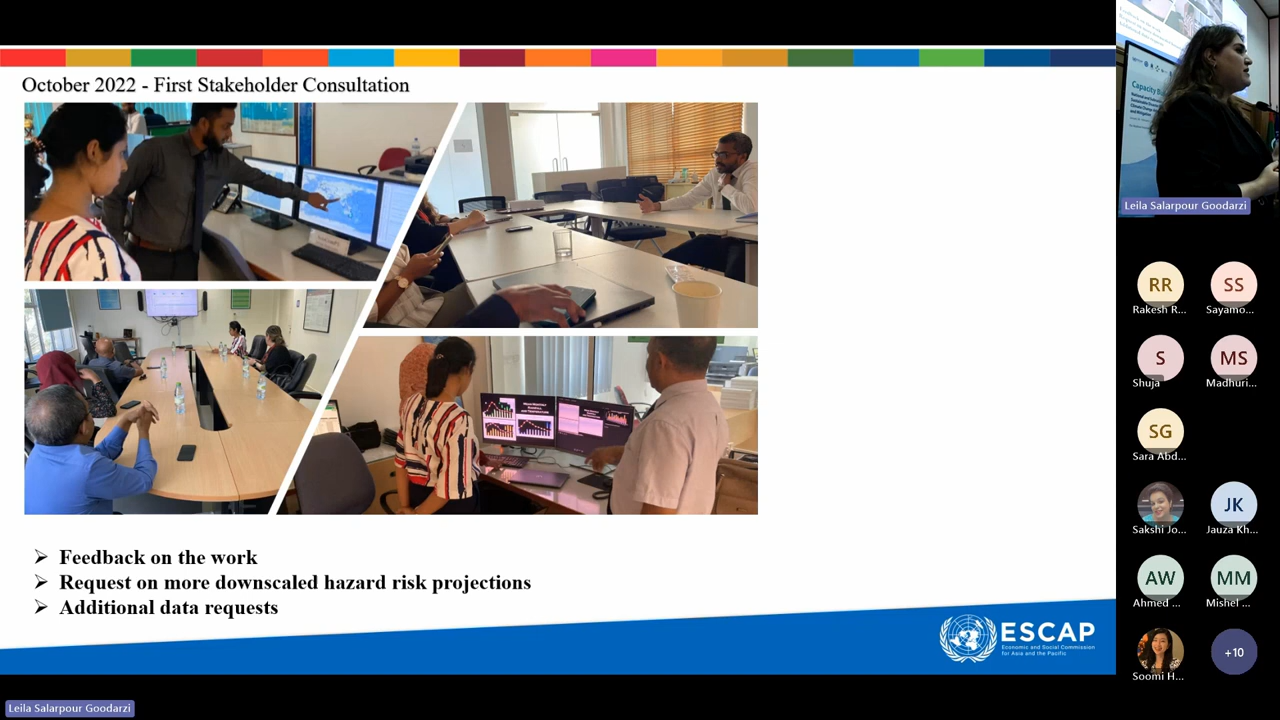 October 2022 - First Stakeholder Consultation
Feedback on the work
Request on more downscaled hazard risk projections
Additional data requests
ESCAP
Economic and Social Commission
for Asia and the Pacific
Leila Salarpour Goodarzi
Leila Salarpour Goodarzi
RR
SS
Rakesh R...
Sayamo...
S
MS
Shuja
Madhuri...
SG
Sara Abd...
JK
Sakshi Jo...
Jauza Kh...
AW
MM
Ahmed ...
Mishel ...
+10
Soomi H...